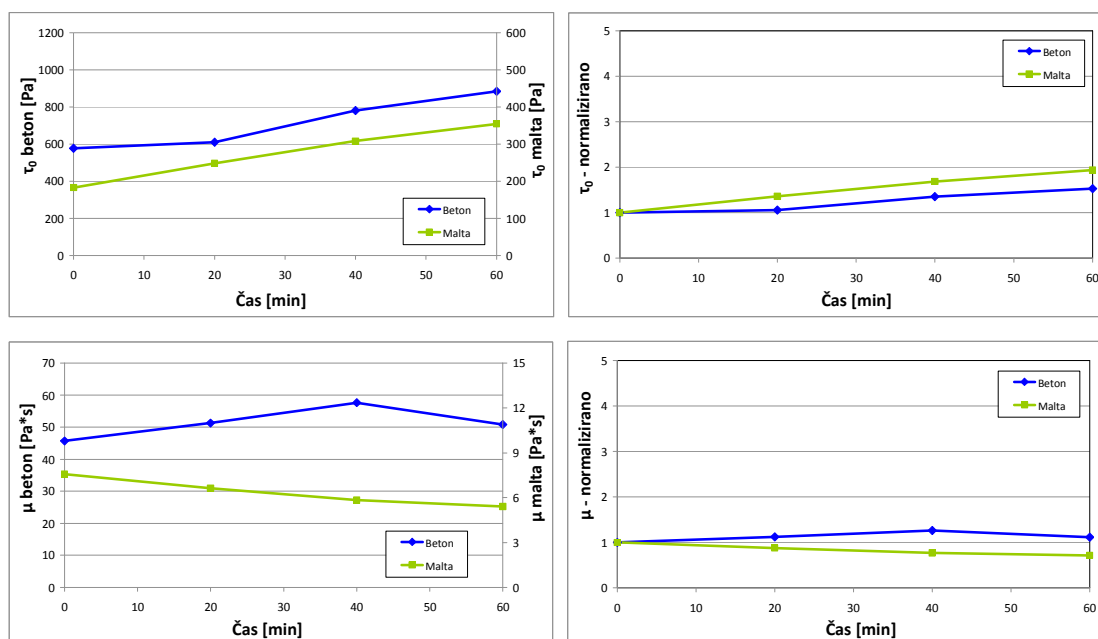 τ0 beton [Pa]
1200
1000
800
600
400
200
0
600
500
400
300
200
100
0
τ0 malta [Pa]
Beton
Malta
0 10 20 30 40 50 60
Čas [min]
τ0 - normalizirano
5
4
3
2
1
0
Beton
Malta
0 10 20 30 40 50 60
Čas [min]
μ beton [Pa*s]
70
60
50
40
30
20
10
0
15
12
9
6
3
0
μ malta [Pa*s]
Beton
Malta
0 10 20 30 40 50 60
Čas [min]
μ - normalizirano
5
4
3
2
1
0
Beton
Malta
0 10 20 30 40 50 60
Čas [min]